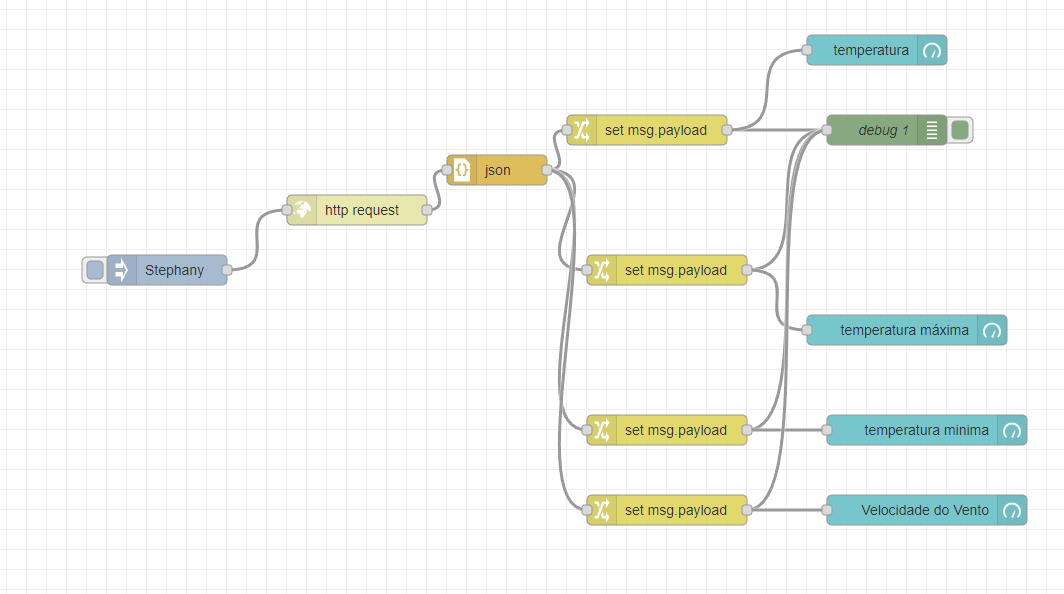 temperatura
set msg.payload
debug 1
json
http request
Stephany
set msg.payload
temperatura máxima
set msg.payload
temperatura minima
set msg.payload
Velocidade do Vento